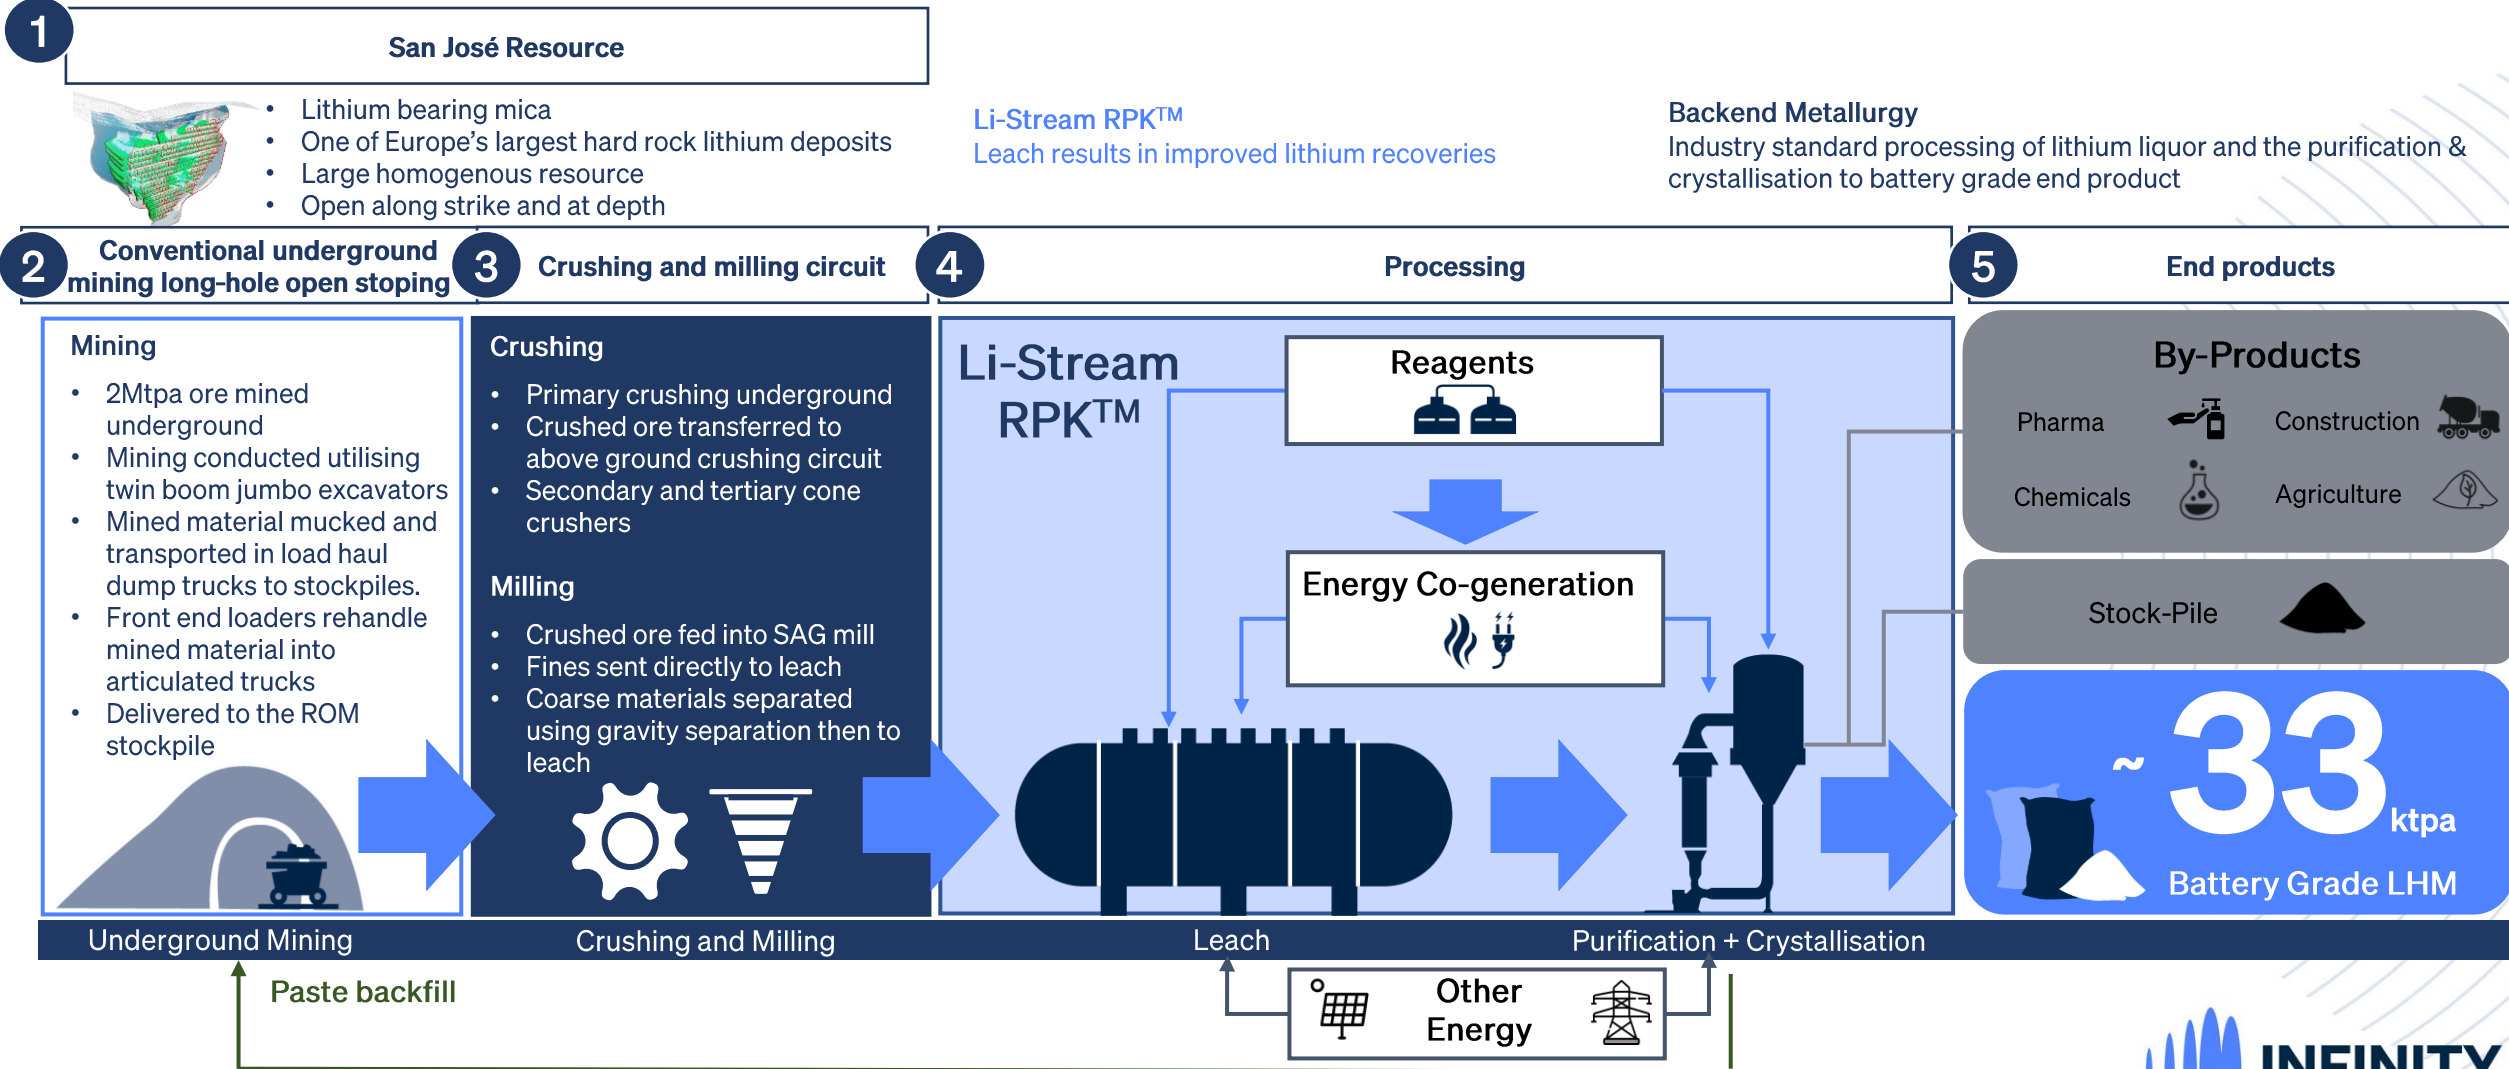 1
San José Resource
• Lithium bearing mica
• One of Europe's largest hard rock lithium deposits
• Large homogenous resource
• Open along strike and at depth
Li-Stream RPK™
Leach results in improved lithium recoveries
Backend Metallurgy
Industry standard processing of lithium liquor and the purification &
crystallisation to battery grade end product
2
Conventional underground
mining long-hole open stoping
3
Crushing and milling circuit
4
Processing
5
End products
Mining
• 2Mtpa ore mined
underground
• Mining conducted utilising
twin boom jumbo excavators
• Mined material mucked and
transported in load haul
dump trucks to stockpiles.
• Front end loaders rehandle
mined material into
articulated trucks
• Delivered to the ROM
stockpile
Crushing
• Primary crushing underground
• Crushed ore transferred to
above ground crushing circuit
• Secondary and tertiary cone
crushers
Milling
• Crushed ore fed into SAG mill
• Fines sent directly to leach
• Coarse materials separated
using gravity separation then to
leach
Li-Stream
RPK™
Reagents
Energy Co-generation
By-Products
Pharma
Construction
Chemicals
Agriculture
Stock-Pile
~ 33 ktpa
Battery Grade LHM
Underground Mining
Crushing and Milling
Leach
Purification + Crystallisation
Paste backfill
Other
Energy
INFINITY